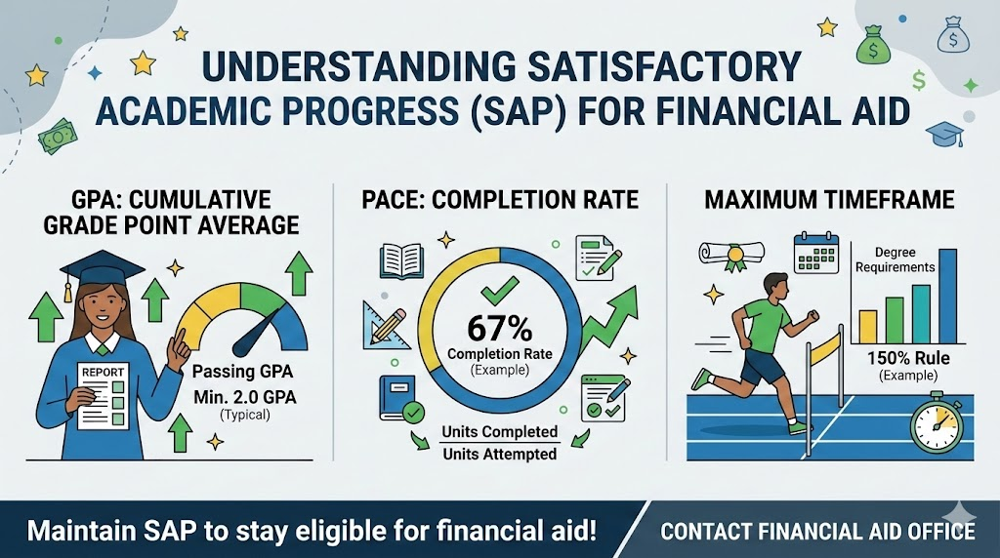 UNDERSTANDING SATISFACTORY
ACADEMIC PROGRESS (SAP) FOR FINANCIAL AID
GPA: CUMULATIVE
GRADE POINT AVERAGE
REPORT
Passing GPA
Min. 2.0 GPA
(Typical)
PACE: COMPLETION RATE
67%
Completion Rate
(Example)
Units Completed
Units Attempted
MAXIMUM TIMEFRAME
Degree
Requirements
150% Rule
(Example)
Maintain SAP to stay eligible for financial aid!
CONTACT FINANCIAL AID OFFICE